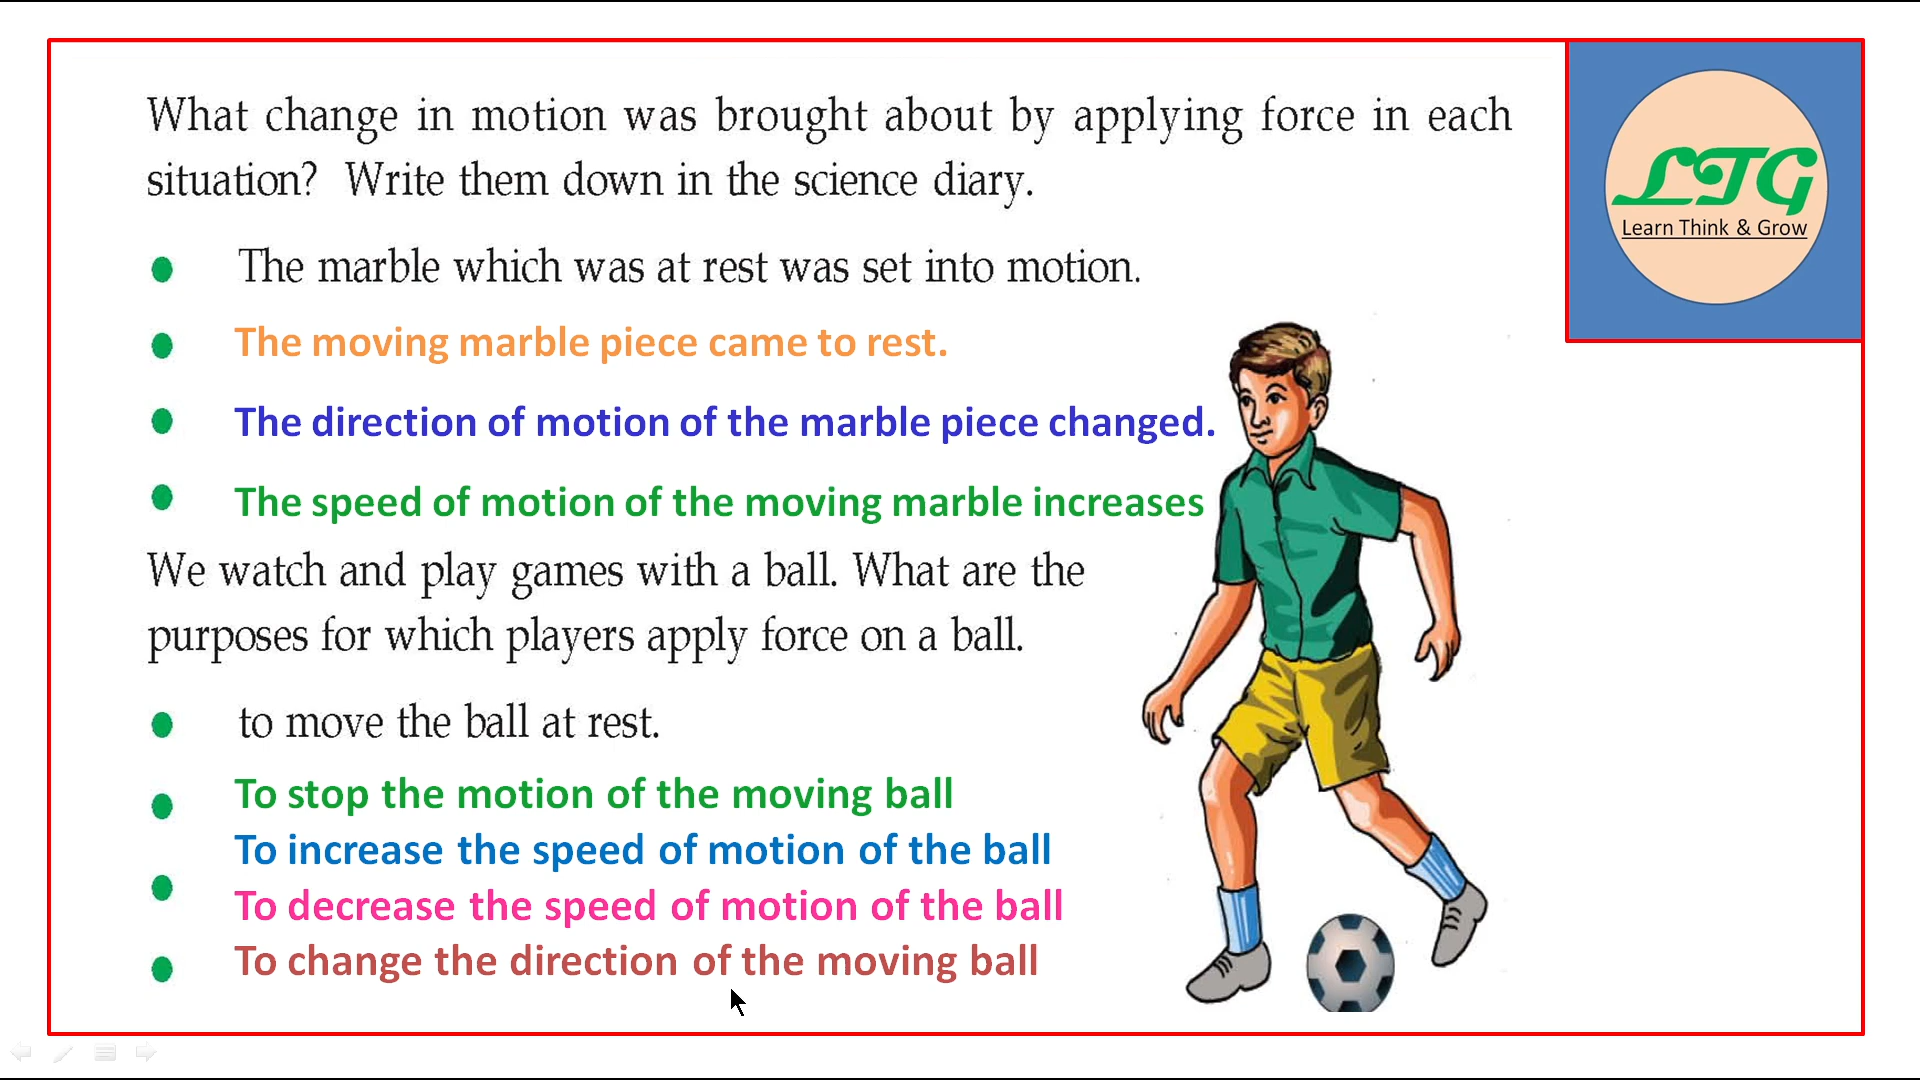 What change in motion was brought about by applying force in each
situation? Write them down in the science diary.
LTG
Learn Think & Grow
The marble which was at rest was set into motion.
The moving marble piece came to rest.
The direction of motion of the marble piece changed.
The speed of motion of the moving marble increases
We watch and play games with a ball. What are the
purposes for which players apply force on a ball.
to move the ball at rest.
To stop the motion of the moving ball
To increase the speed of motion of the ball
To decrease the speed of motion of the ball
To change the direction of the moving ball